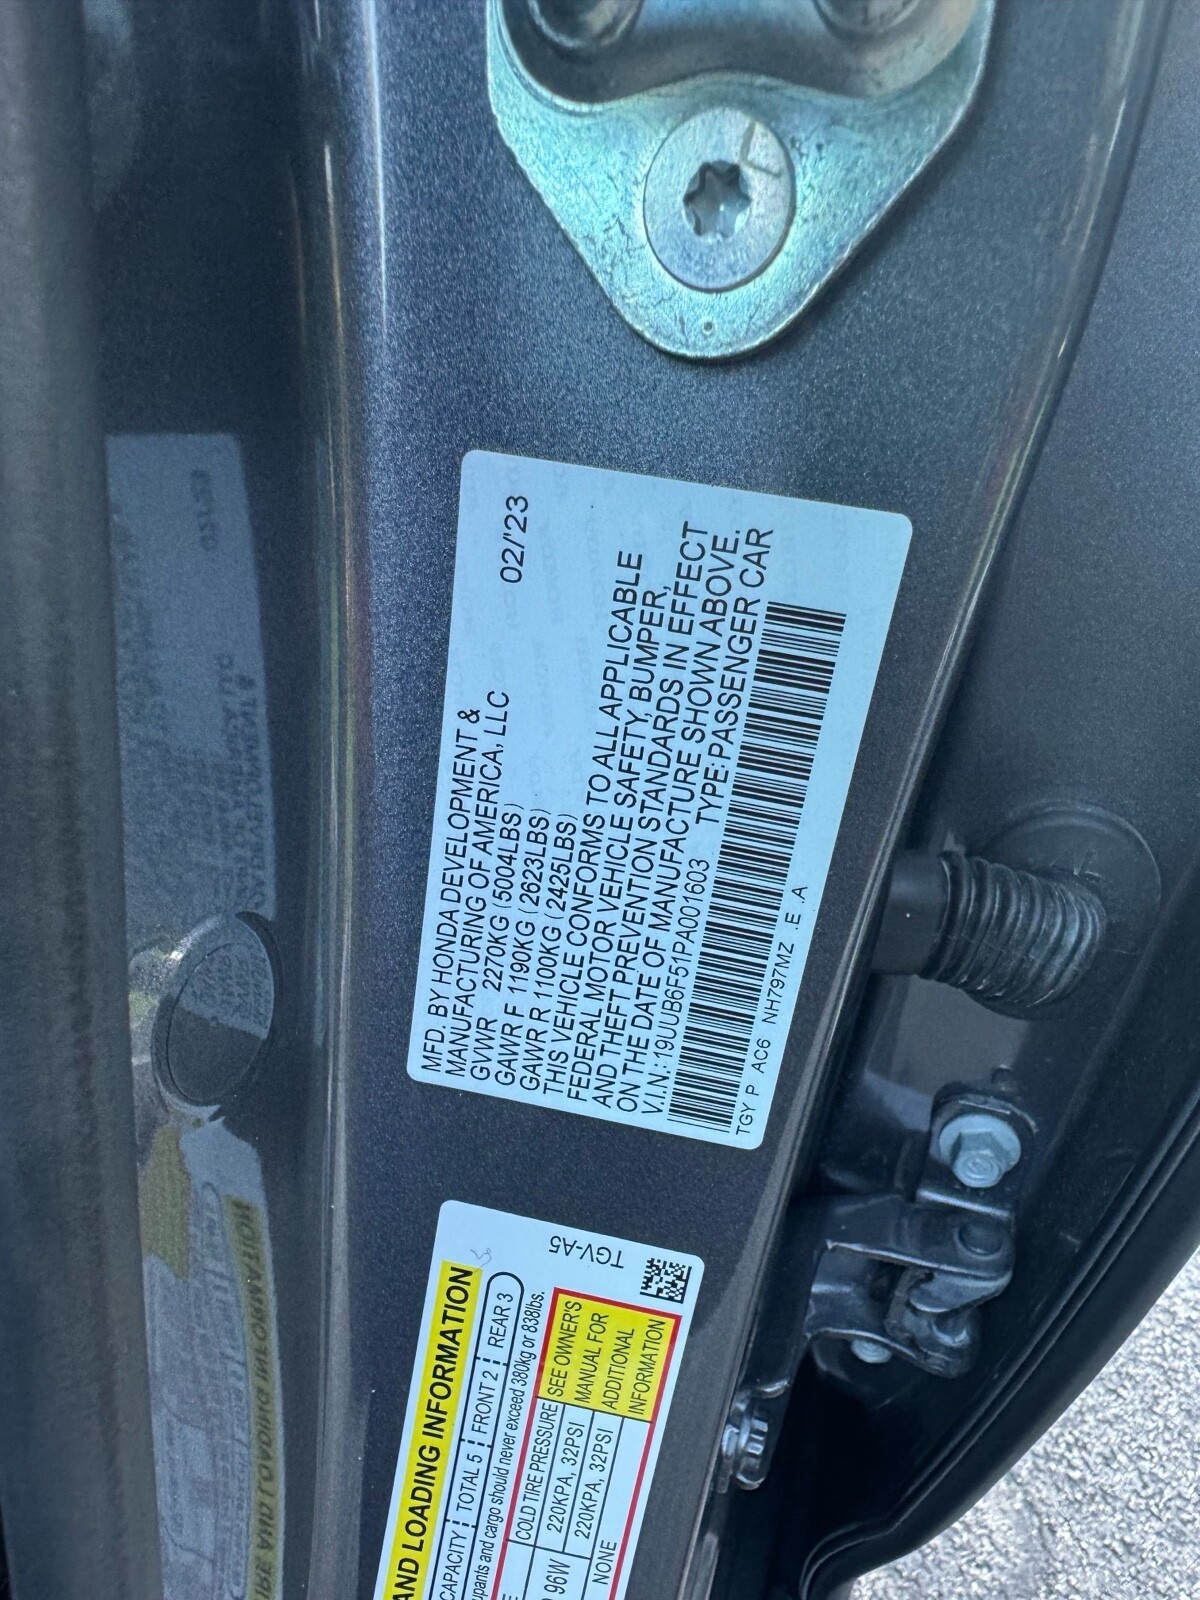 02/'23
MFD. BY HONDA DEVELOPMENT &
MANUFACTURING OF AMERICA, LLC
GVWR 2270KG (5004LBS)
GAWR F 1190KG (2623LBS)
GAWR R 1100KG (2425LBS)
THIS VEHICLE CONFORMS TO ALL APPLICABLE
FEDERAL MOTOR VEHICLE SAFETY, BUMPER,
AND THEFT PREVENTION STANDARDS IN EFFECT
ON THE DATE OF MANUFACTURE SHOWN ABOVE.
V.I.N.: 19UUB6F51PA001603 TYPE: PASSENGER CAR
TGY P AC6 NH797MZ .E .A
TGV-A5
AND LOADING INFORMATION
CAPACITY TOTAL 5 FRONT 2 REAR 3
cargo should never exceed 380kg or 838lbs.
COLD TIRE PRESSURE
220KPA, 32PSI
96W 220KPA, 32PSI
NONE
SEE OWNER'S
MANUAL FOR
ADDITIONAL
INFORMATION